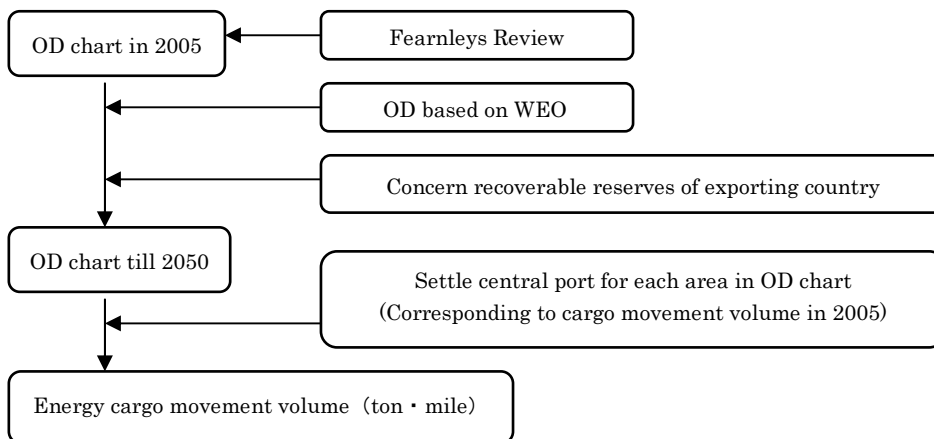 OD chart in 2005
Fearnleys Review
OD based on WEO
Concern recoverable reserves of exporting country
OD chart till 2050
Settle central port for each area in OD chart
(Corresponding to cargo movement volume in 2005)
Energy cargo movement volume（ton・mile）